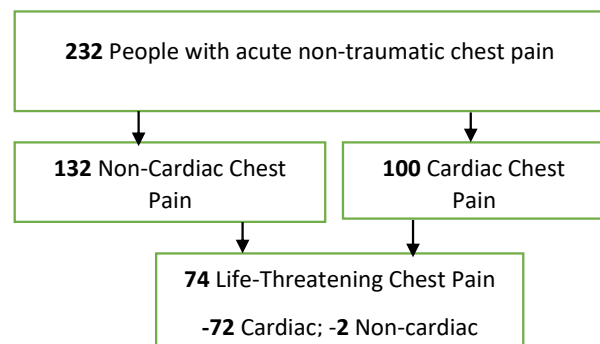 232 People with acute non-traumatic chest pain
132 Non-Cardiac Chest
Pain
100 Cardiac Chest
Pain
74 Life-Threatening Chest Pain
-72 Cardiac; -2 Non-cardiac